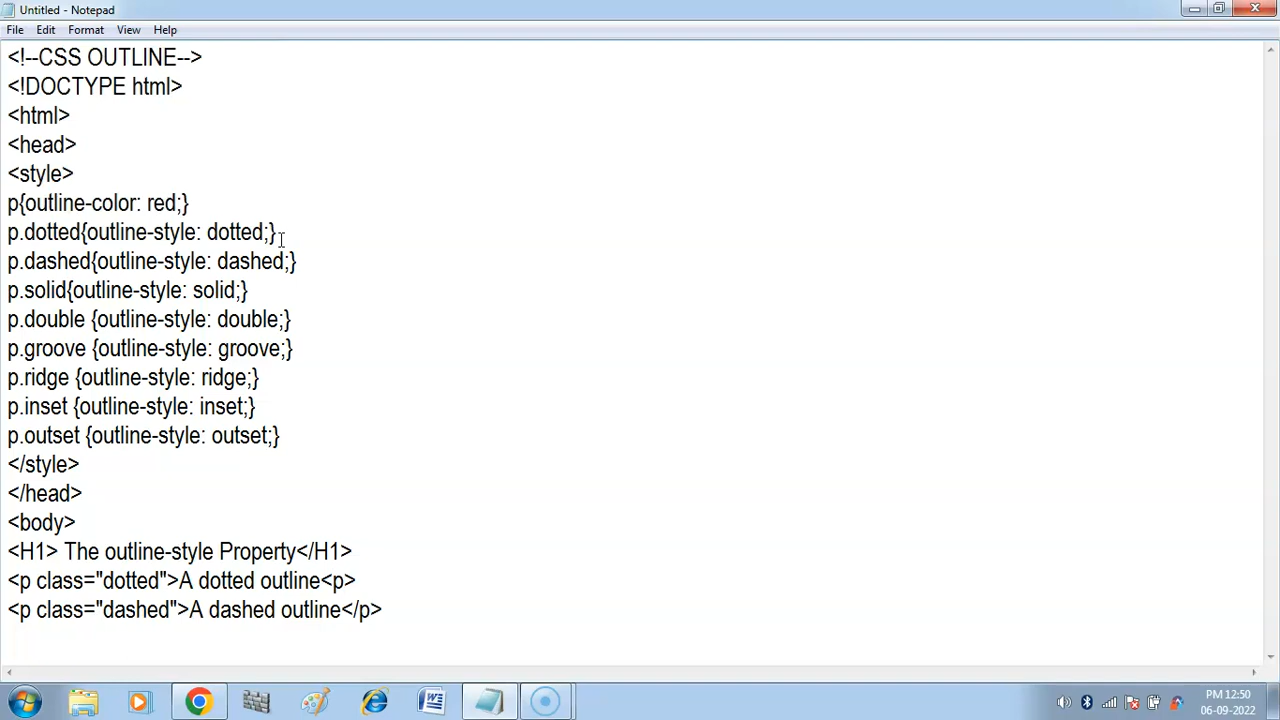 Untitled - Notepad
File Edit Format View Help
<!--CSS OUTLINE-->
<!DOCTYPE html>
<html>
<head>
<style>
p{outline-color: red;}
p.dotted{outline-style: dotted;}
p.dashed{outline-style: dashed;}
p.solid{outline-style: solid;}
p.double {outline-style: double;}
p.groove {outline-style: groove;}
p.ridge {outline-style: ridge;}
p.inset {outline-style: inset;}
p.outset {outline-style: outset;}
</style>
</head>
<body>
<H1> The outline-style Property</H1>
<p class="dotted">A dotted outline<p>
<p class="dashed">A dashed outline</p>
PM 12:50
06-09-2022